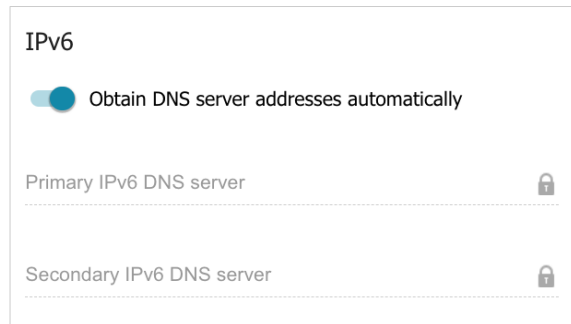 IPv6
Obtain DNS server addresses automatically
Primary IPv6 DNS server
Secondary IPv6 DNS server